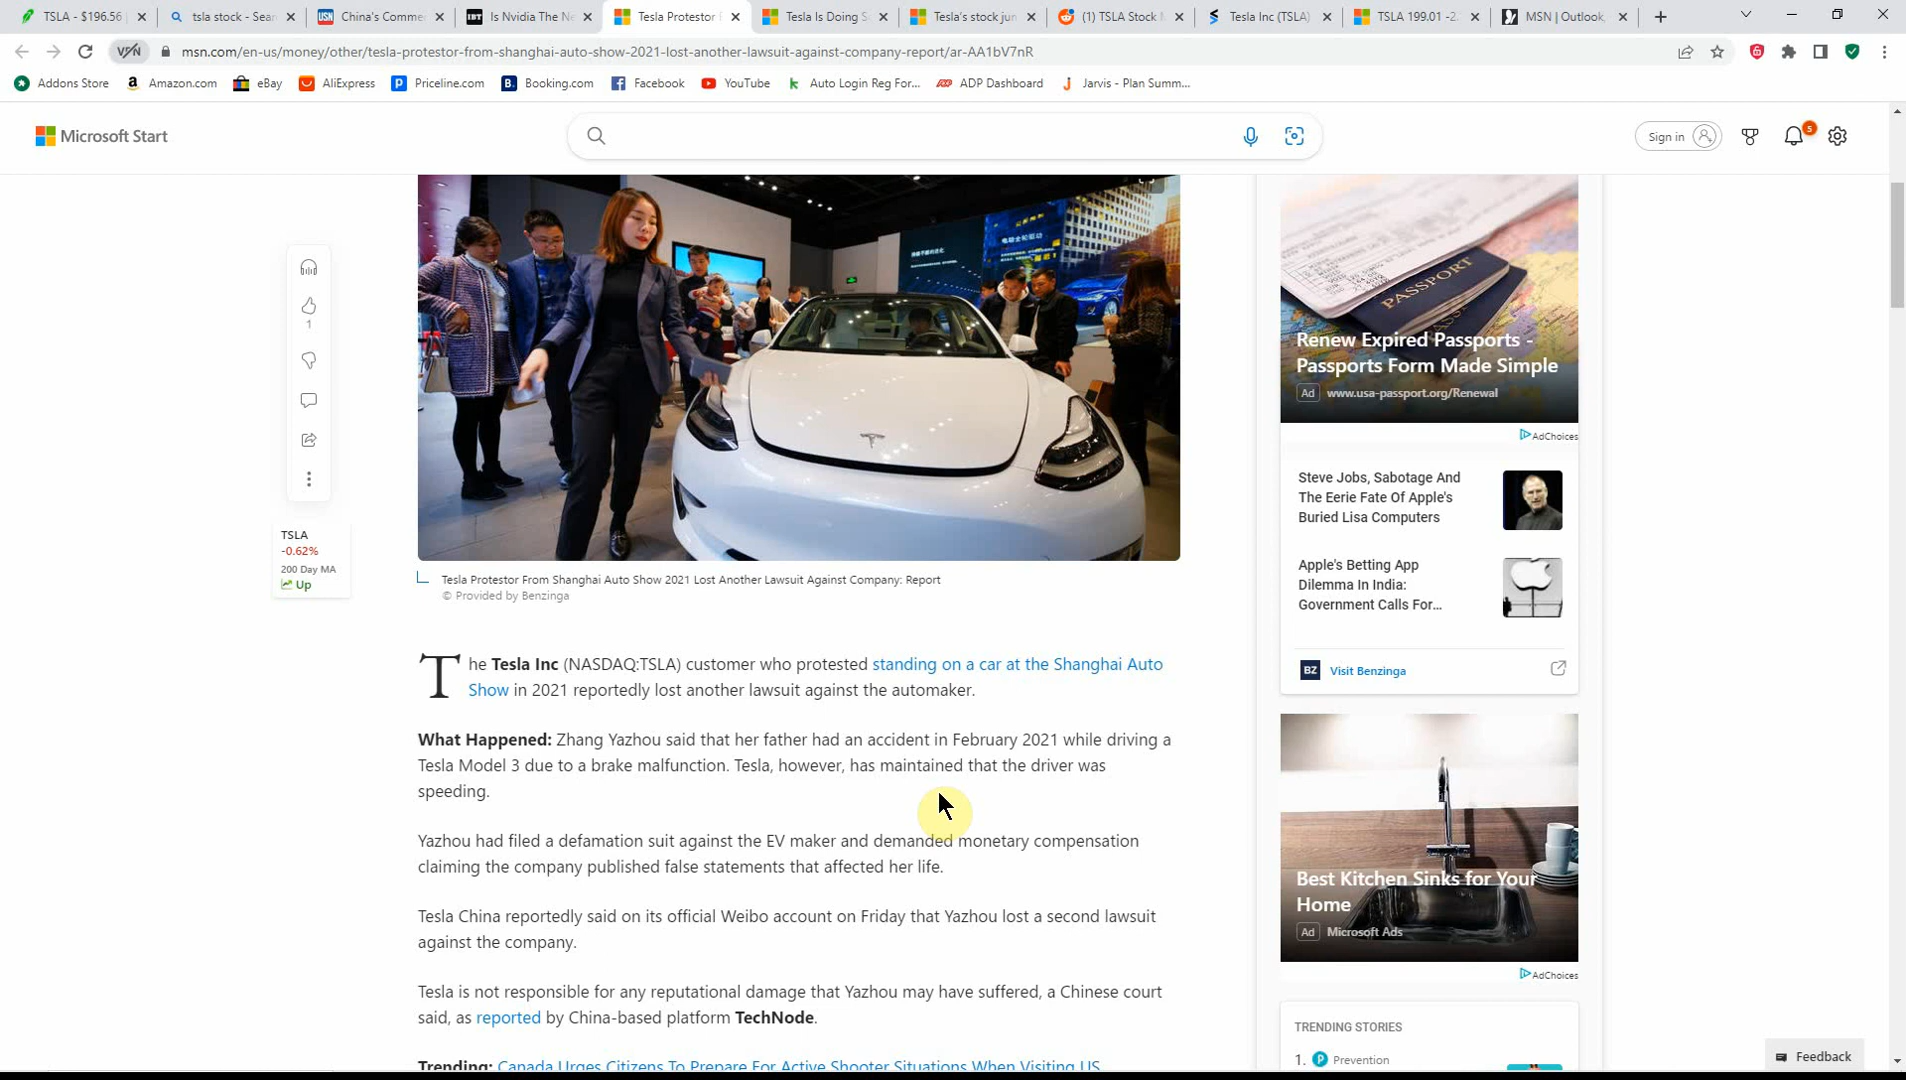 TSLA - $196.56
tsla stock - Sear
China's Comme
Is Nvidia The Ne
Tesla Protestor
Tesla Is Doing S
Tesla's stock jun
(1) TSLA Stock
Tesla Inc (TSLA)
TSLA 199.01 -2
MSN | Outlook,
VPN
msn.com/en-us/money/other/tesla-protestor-from-shanghai-auto-show-2021-lost-another-lawsuit-against-company-report/ar-AA1bV7nR
Addons Store
Amazon.com
eBay
AliExpress
Priceline.com
Booking.com
Facebook
YouTube
Auto Login Reg For...
ADP Dashboard
Jarvis - Plan Summ...
Microsoft Start
Sign in
5
1
TSLA
-0.62%
200 Day MA
Up
Tesla Protestor From Shanghai Auto Show 2021 Lost Another Lawsuit Against Company: Report
© Provided by Benzinga
The Tesla Inc (NASDAQ:TSLA) customer who protested standing on a car at the Shanghai Auto
Show in 2021 reportedly lost another lawsuit against the automaker.
What Happened: Zhang Yazhou said that her father had an accident in February 2021 while driving a
Tesla Model 3 due to a brake malfunction. Tesla, however, has maintained that the driver was
speeding.
Yazhou had filed a defamation suit against the EV maker and demanded monetary compensation
claiming the company published false statements that affected her life.
Tesla China reportedly said on its official Weibo account on Friday that Yazhou lost a second lawsuit
against the company.
Tesla is not responsible for any reputational damage that Yazhou may have suffered, a Chinese court
said, as reported by China-based platform TechNode.
Trending: Canada Urges Citizens To Prepare For Active Shooter Situations When Visiting US
PASSPORT
Renew Expired Passports -
Passports Form Made Simple
Ad www.usa-passport.org/Renewal
AdChoices
Steve Jobs, Sabotage And
The Eerie Fate Of Apple's
Buried Lisa Computers
Apple's Betting App
Dilemma In India:
Government Calls For...
BZ Visit Benzinga
Best Kitchen Sinks for Your
Home
Ad Microsoft Ads
AdChoices
TRENDING STORIES
1. Prevention
Feedback